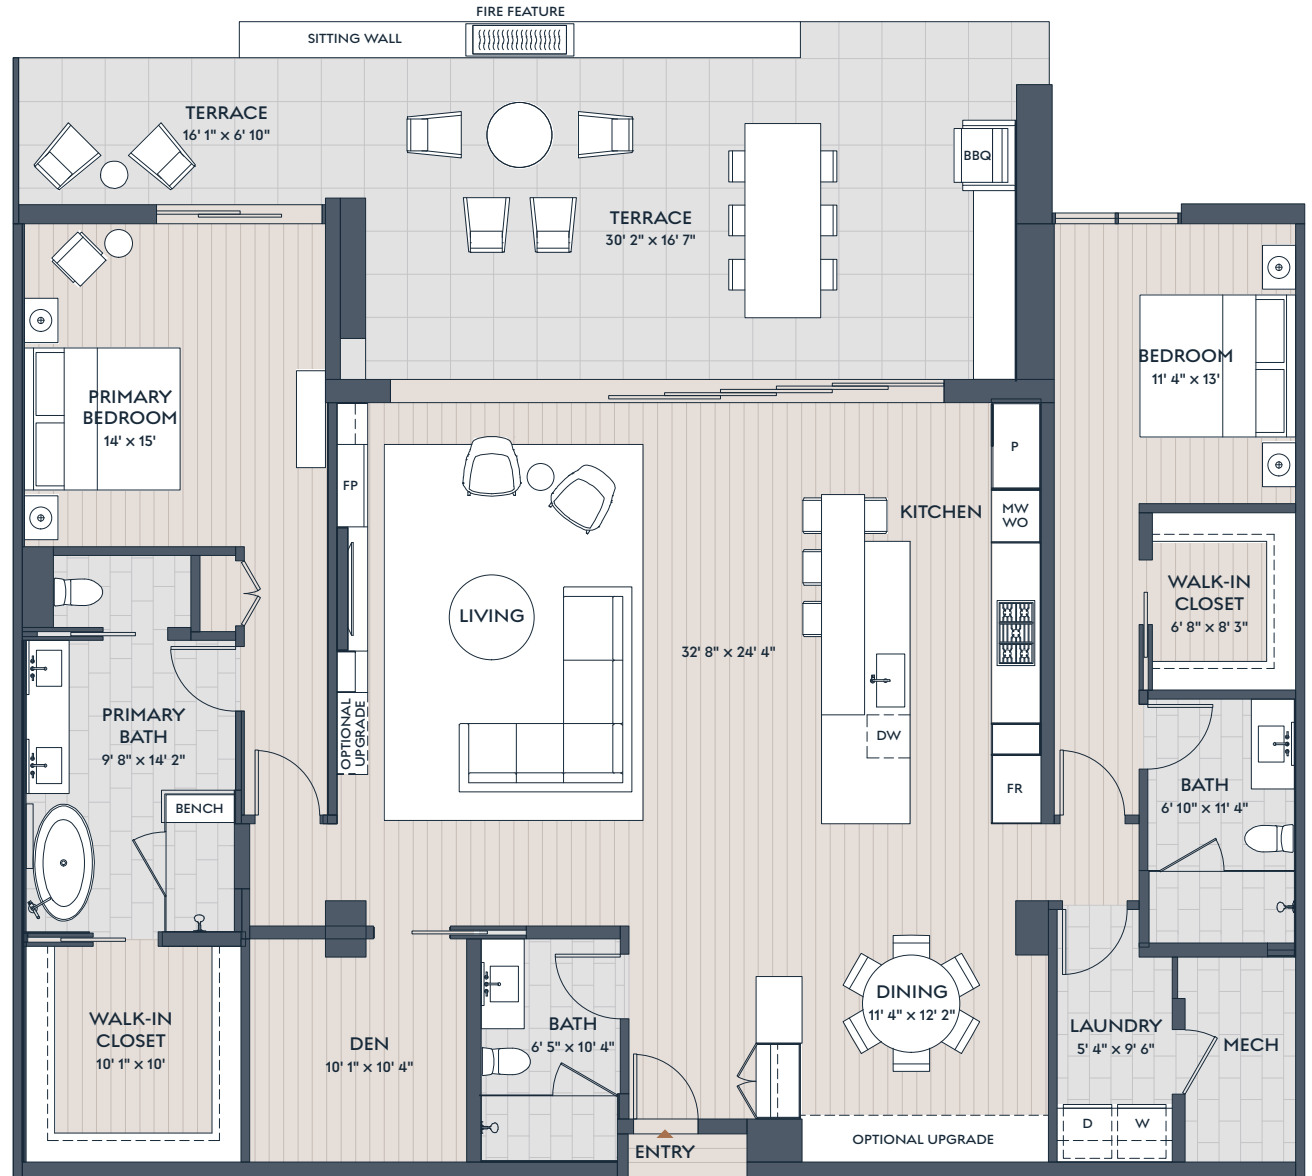 FIRE FEATURE
SITTING WALL
TERRACE
16' 1" x 6' 10"
BBQ
TERRACE
30' 2" x 16' 7"
PRIMARY
BEDROOM
14' x 15'
BEDROOM
11' 4" x 13'
P
FP
KITCHEN
MW
WO
WALK-IN
CLOSET
6' 8" x 8' 3"
LIVING
32' 8" x 24' 4"
OPTIONAL
UPGRADE
DW
PRIMARY
BATH
9' 8" x 14' 2"
BENCH
FR
BATH
6' 10" x 11' 4"
DINING
11' 4" x 12' 2"
WALK-IN
CLOSET
10' 1" x 10'
DEN
10' 1" x 10' 4"
BATH
6' 5" x 10' 4"
LAUNDRY
5' 4" x 9' 6"
MECH
D
W
OPTIONAL UPGRADE
ENTRY